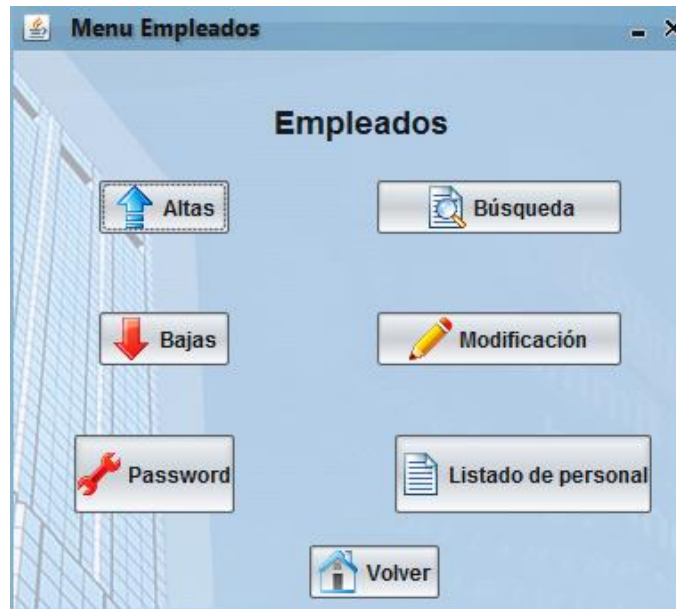 Menu Empleados
Empleados
Altas
Búsqueda
Bajas
Modificación
Password
Listado de personal
Volver